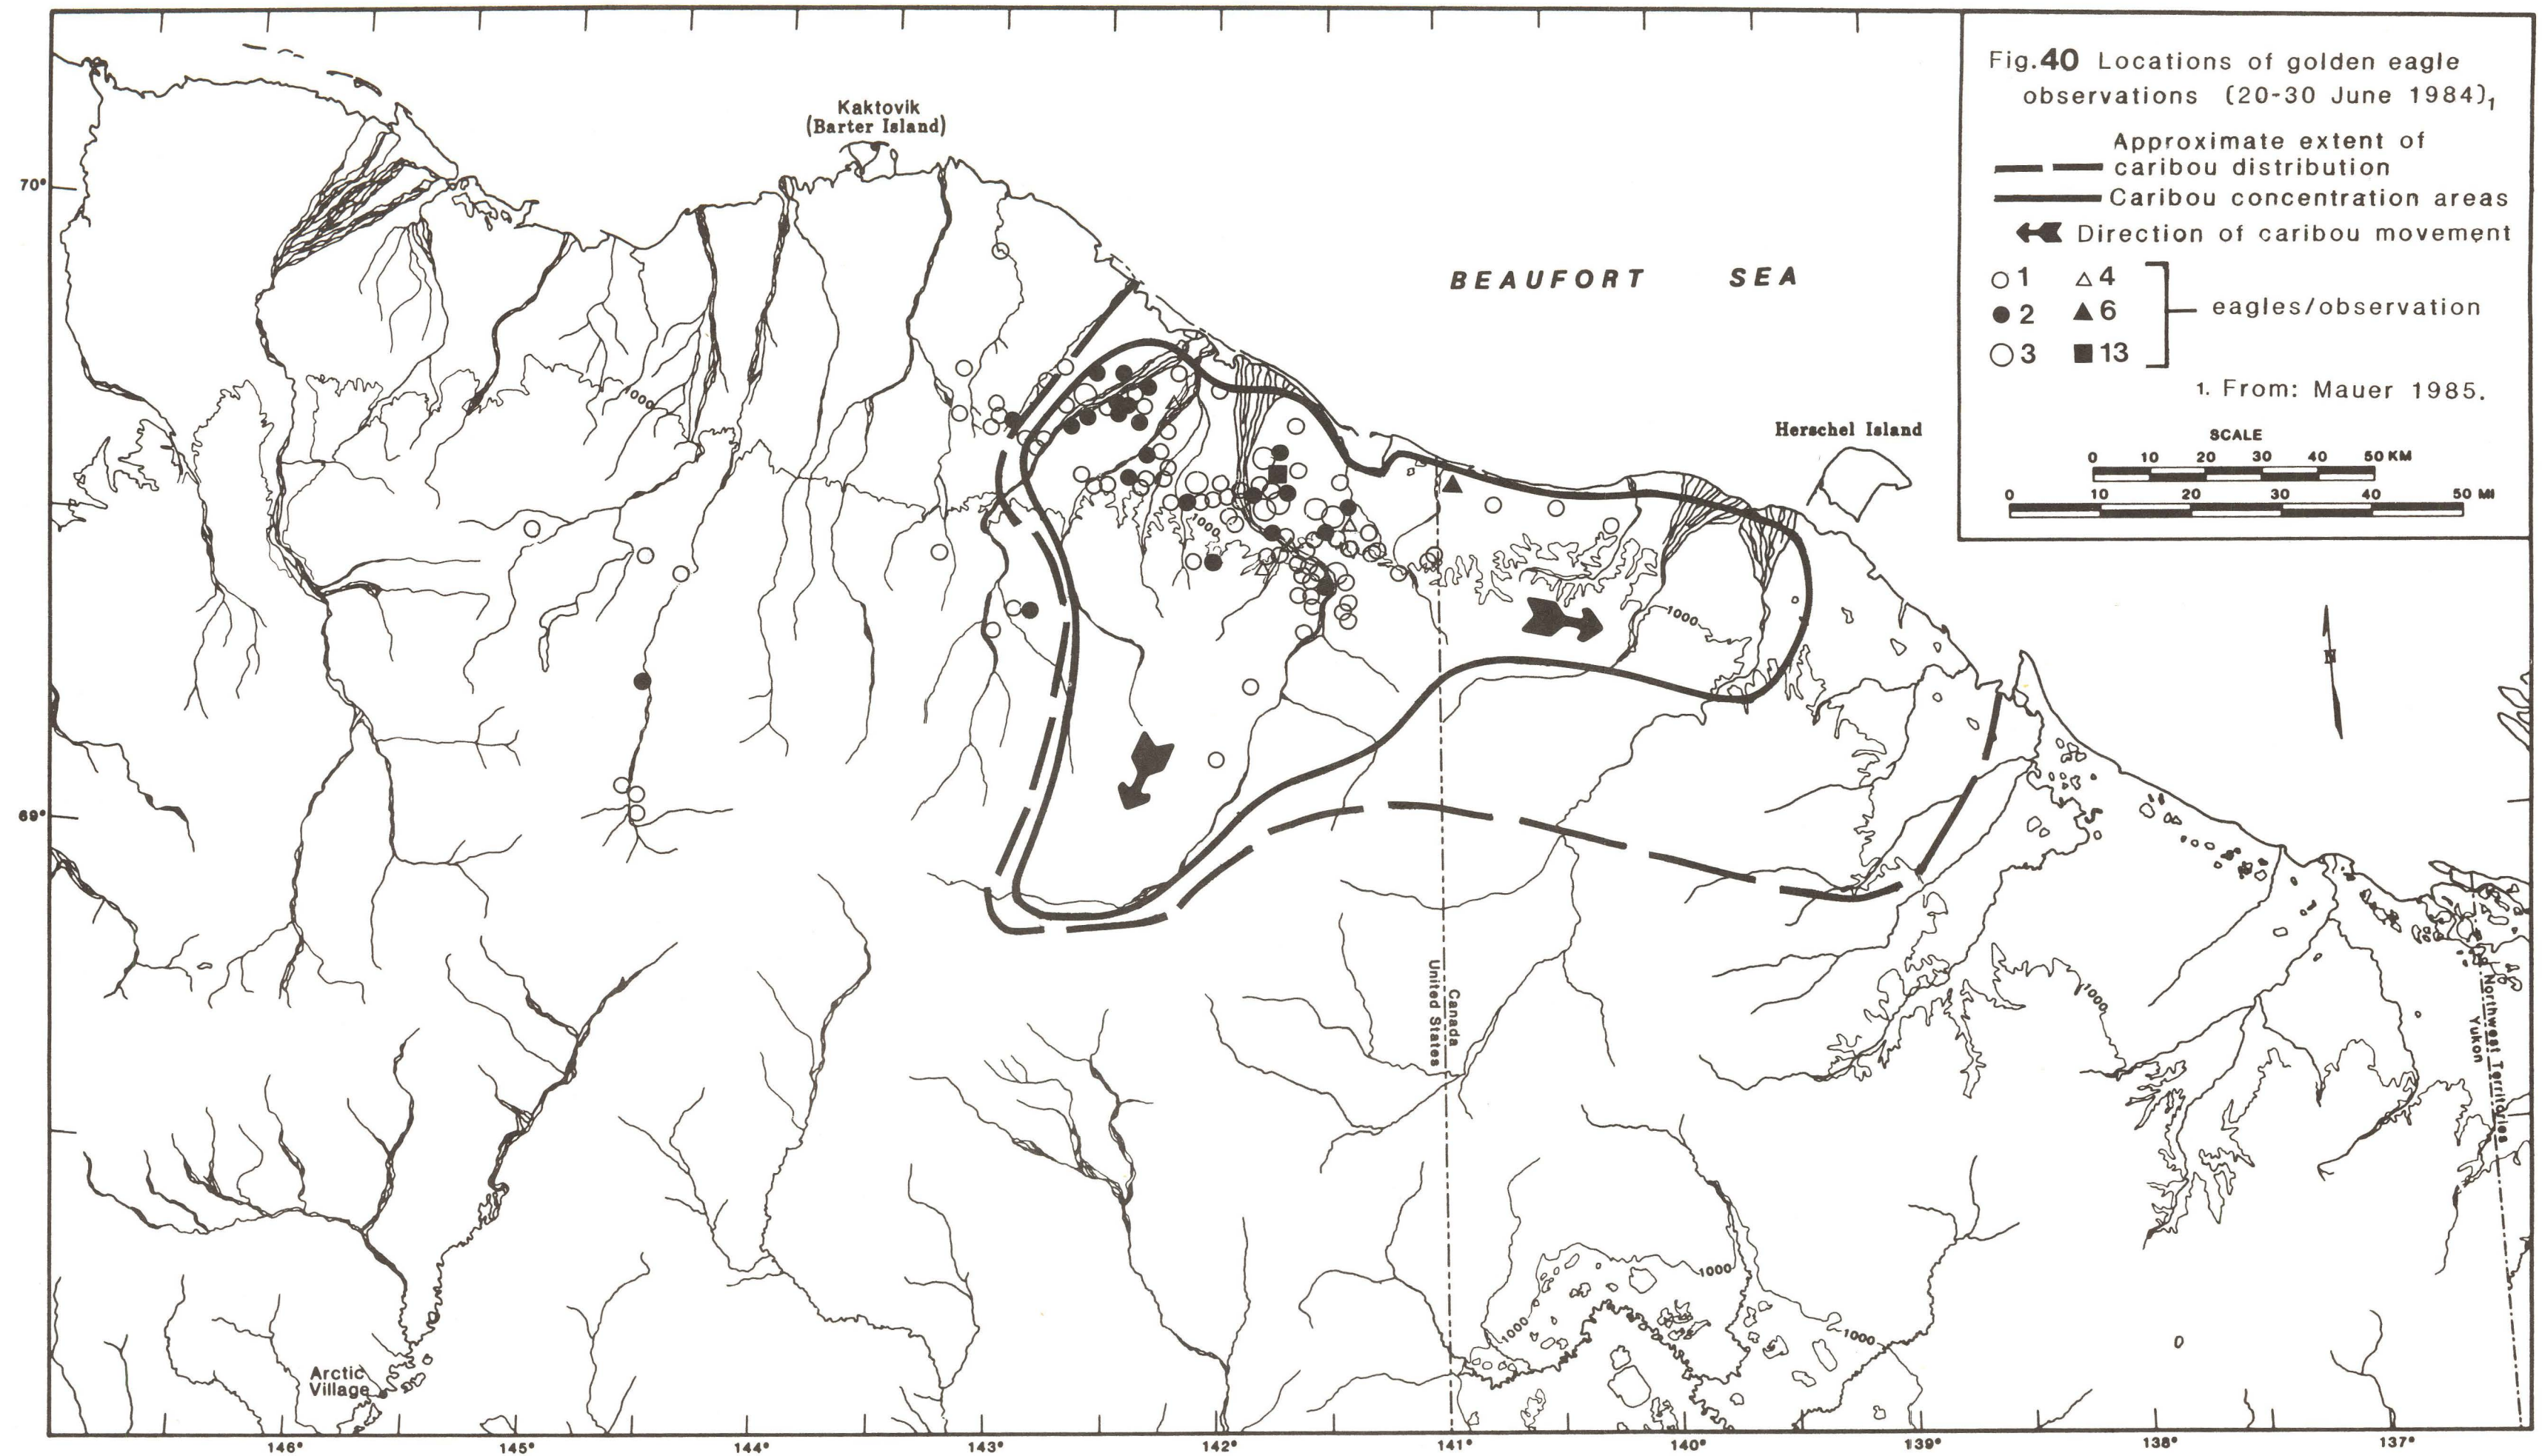 Fig.40 Locations of golden eagle
observations (20-30 June 1984)1
Approximate extent of
caribou distribution
Caribou concentration areas
Direction of caribou movement
1
4
2
6
eagles/observation
3
13
1. From: Mauer 1985.
SCALE
0 10 20 30 40 50 KM
0 10 20 30 40 50 MI
Kaktovik
(Barter Island)
70°
BEAUFORT SEA
1000
Herschel Island
1000
1000
N
69°
United States
Canada
1000
Northwest Territories
Yukon
1000
1000
1000
Arctic
Village
146° 145° 144° 143° 142° 141° 140° 139° 138° 137°